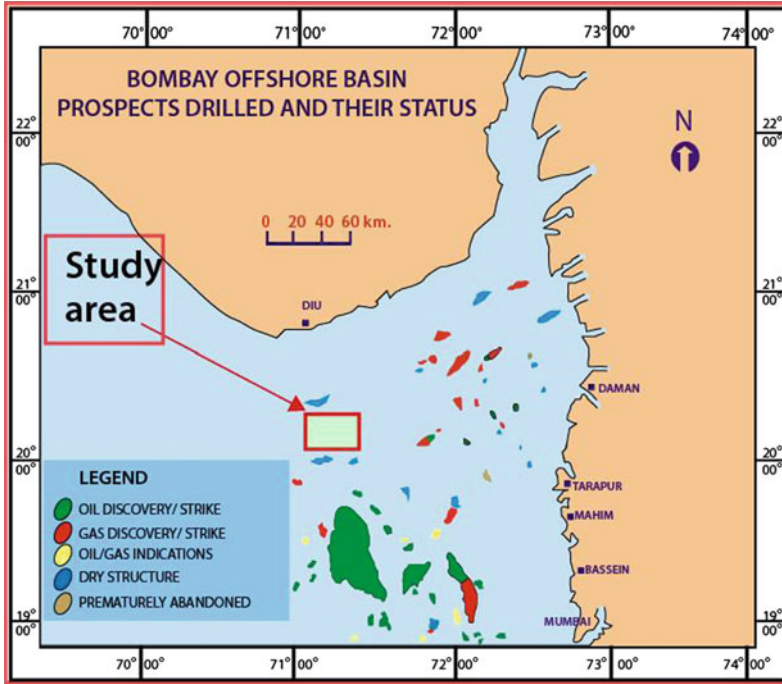 70° 00' 71° 00' 72° 00' 73° 00' 74° 00'
BOMBAY OFFSHORE BASIN
PROSPECTS DRILLED AND THEIR STATUS
N
22°
00°
22°
00°
0 20 40 60 km.
Study
area
21°
00°
21°
00°
DIU
DAMAN
20°
00°
20°
00°
LEGEND
OIL DISCOVERY/ STRIKE
GAS DISCOVERY/ STRIKE
OIL/GAS INDICATIONS
DRY STRUCTURE
PREMATURELY ABANDONED
TARAPUR
MAHIM
BASSEIN
MUMBAI
19°
00°
19°
00°
70° 00° 71° 00° 72° 00° 73° 00° 74° 00°